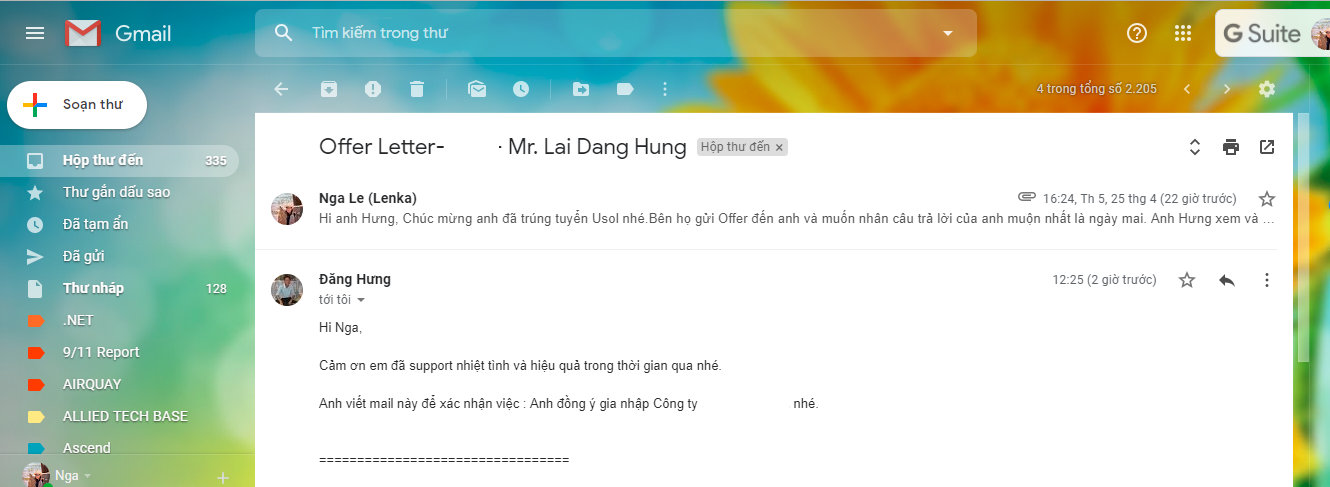 Gmail
Tìm kiếm trong thư
G Suite
Soạn thư
4 trong tổng số 2.205
Hộp thư đến 335
Thư gắn dấu sao
Đã tạm ẩn
Đã gửi
Thư nháp 128
.NET
9/11 Report
AIRQUAY
ALLIED TECH BASE
Ascend
Nga
Offer Letter- · Mr. Lai Dang Hung Hộp thư đến ×
Nga Le (Lenka) 16:24, Th 5, 25 thg 4 (22 giờ trước)
Hi anh Hưng, Chúc mừng anh đã trúng tuyển Usol nhé.Bên họ gửi Offer đến anh và muốn nhân câu trả lời của anh muộn nhất là ngày mai. Anh Hưng xem và ...
Đăng Hưng 12:25 (2 giờ trước)
tới tôi
Hi Nga,
Cảm ơn em đã support nhiệt tình và hiệu quả trong thời gian qua nhé.
Anh viết mail này để xác nhận việc : Anh đồng ý gia nhập Công ty nhé.
=================================